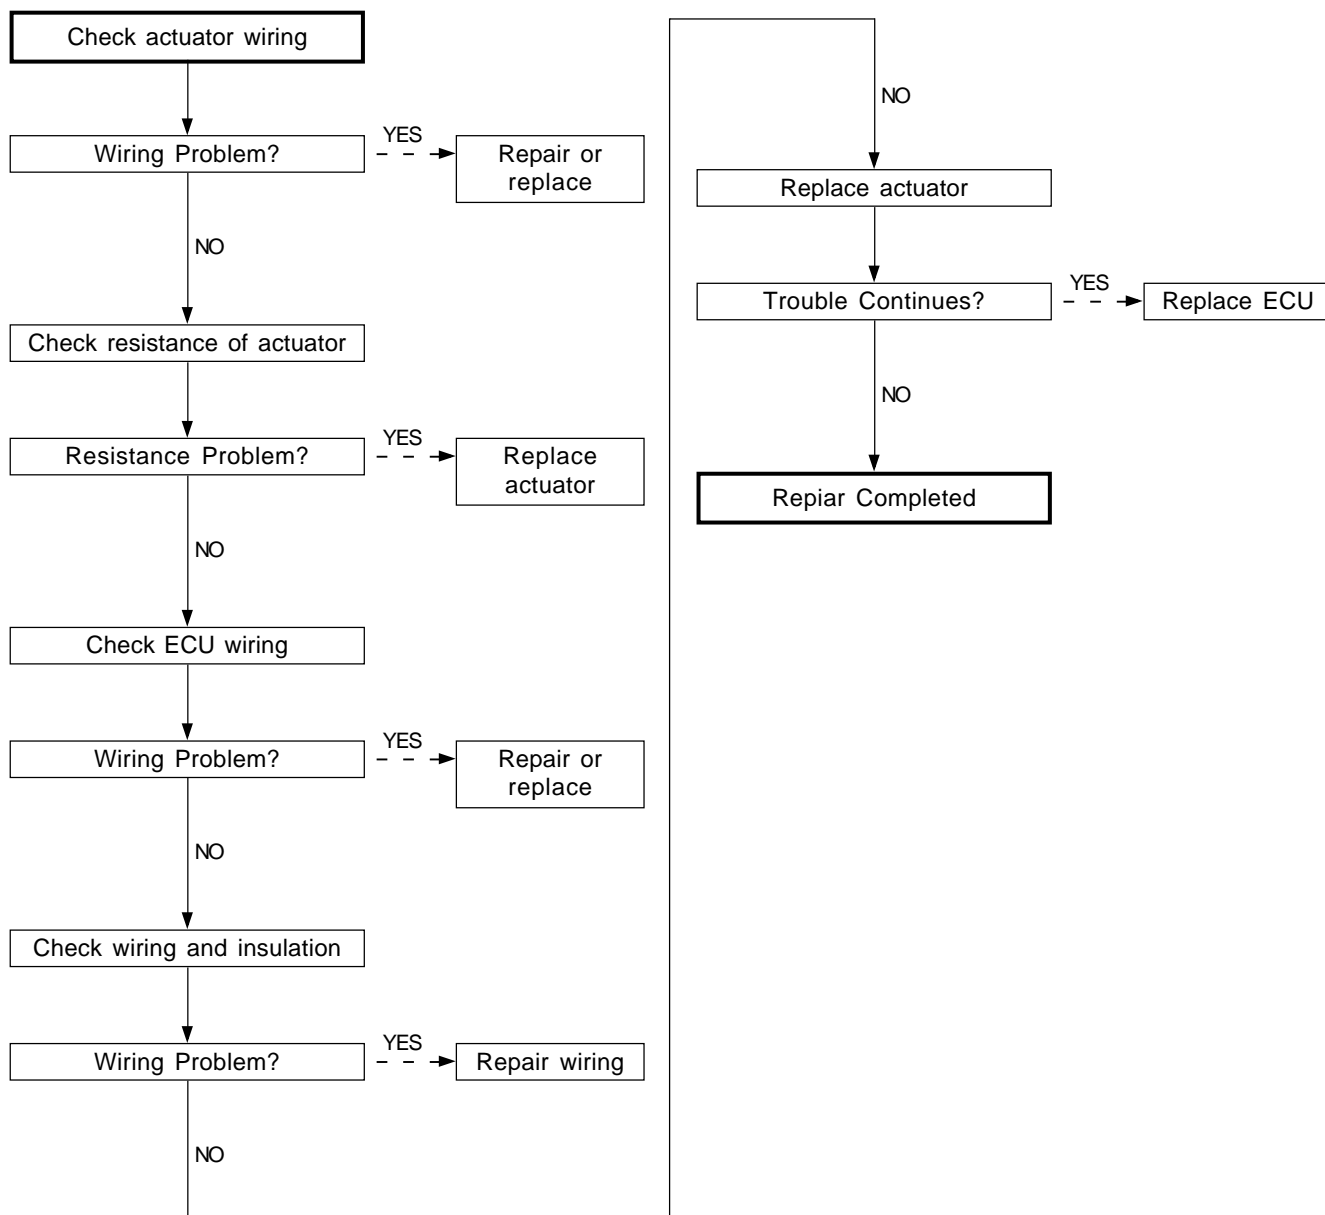 Check actuator wiring
Wiring Problem?
YES
Repair or
replace
NO
Check resistance of actuator
Resistance Problem?
YES
Replace
actuator
NO
Check ECU wiring
Wiring Problem?
YES
Repair or
replace
NO
Check wiring and insulation
Wiring Problem?
YES
Repair wiring
NO
NO
Replace actuator
Trouble Continues?
YES
Replace ECU
NO
Repiar Completed